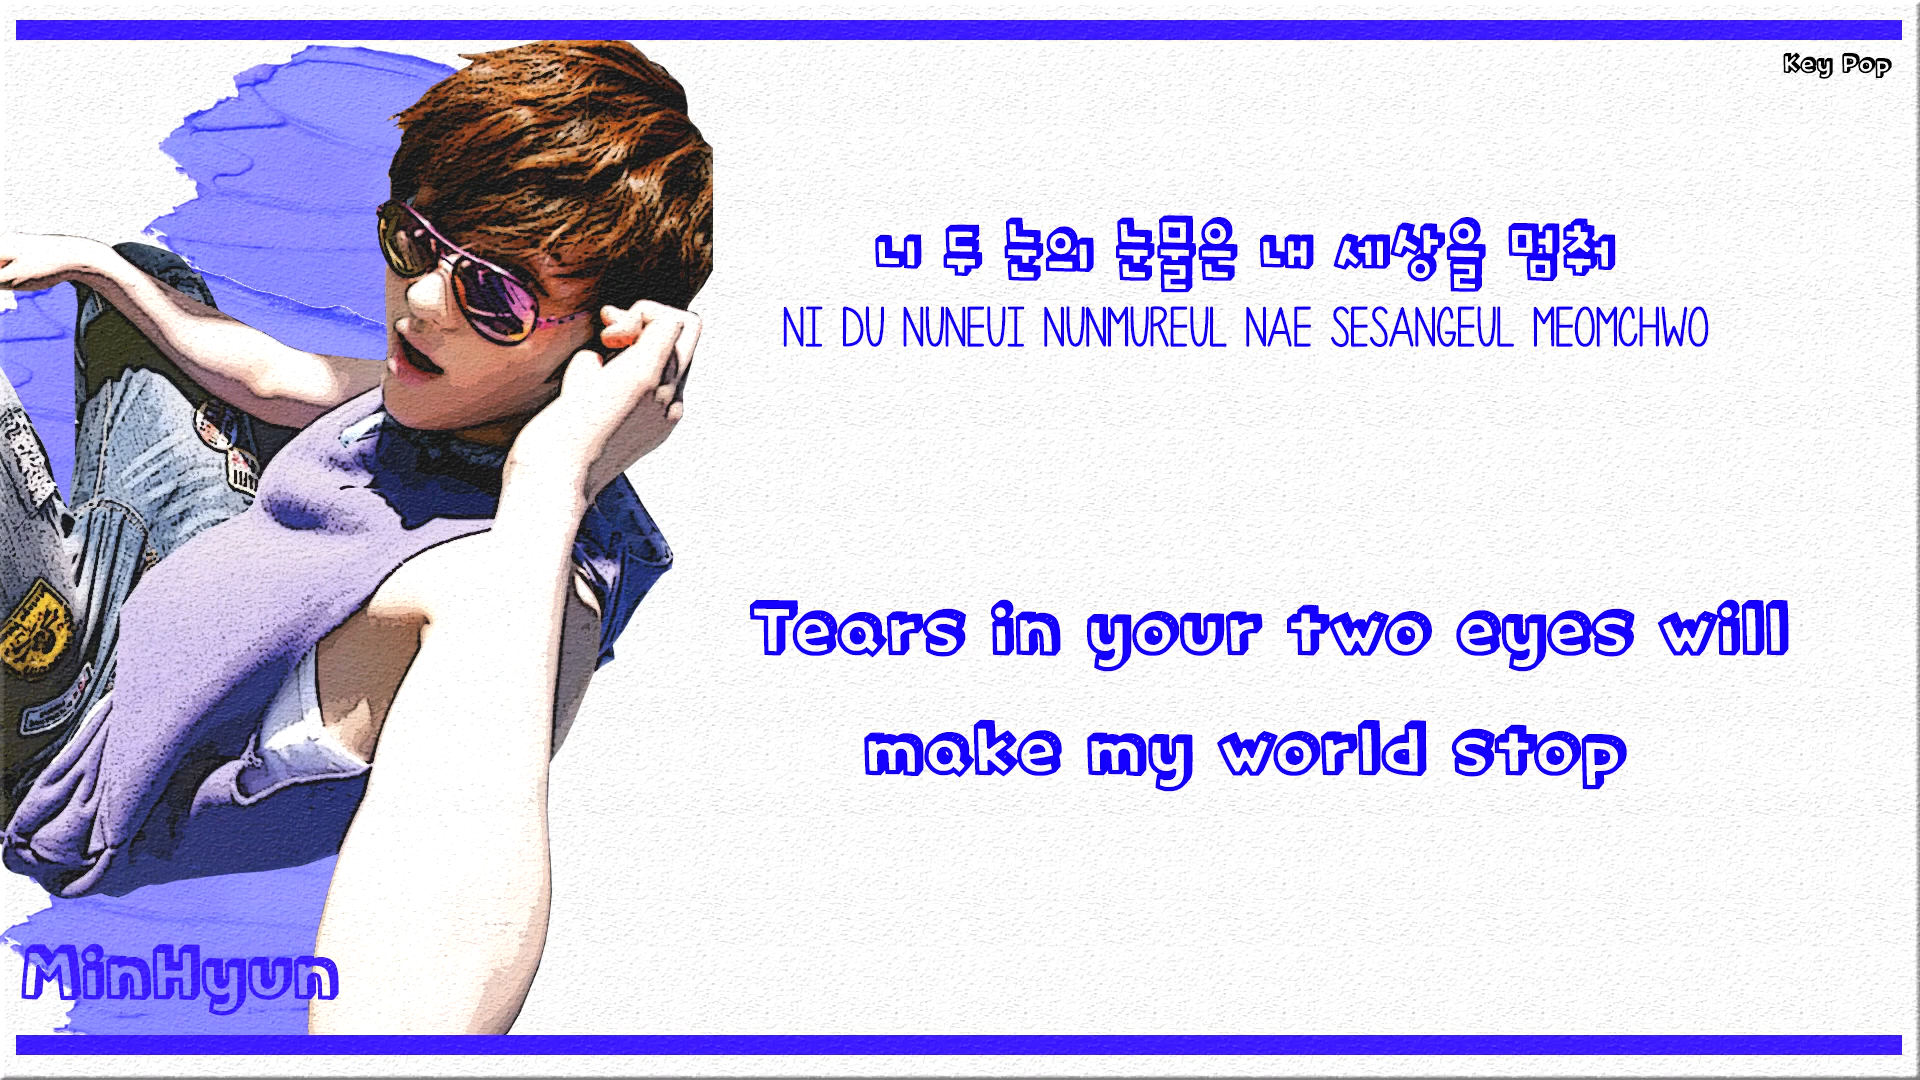 Key Pop
니 두 눈의 눈물은 내 세상을 멈춰
NI DU NUNEUI NUNMUREUL NAE SESANGEUL MEOMCHWO
Tears in your two eyes will
make my world stop
MinHyun